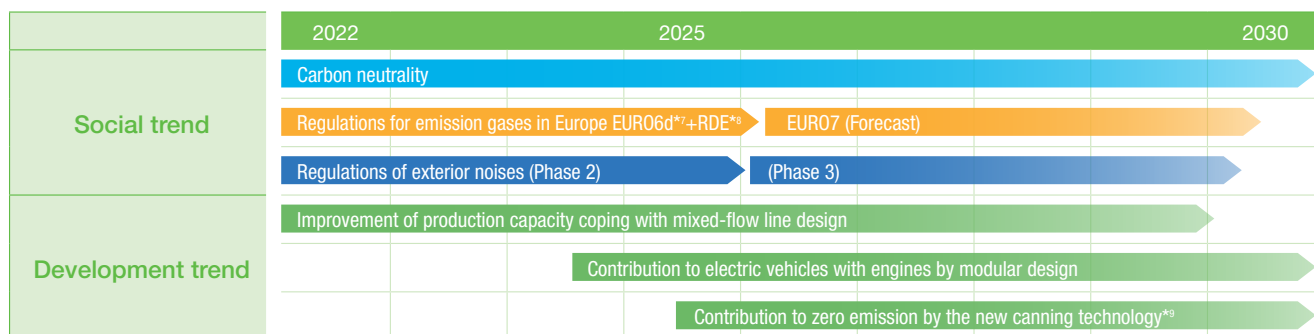 2022 2025 2030
Social trend
Carbon neutrality
Regulations for emission gases in Europe EURO6d*7+RDE*8 EURO7 (Forecast)
Regulations of exterior noises (Phase 2) (Phase 3)
Development trend
Improvement of production capacity coping with mixed-flow line design
Contribution to electric vehicles with engines by modular design
Contribution to zero emission by the new canning technology*9